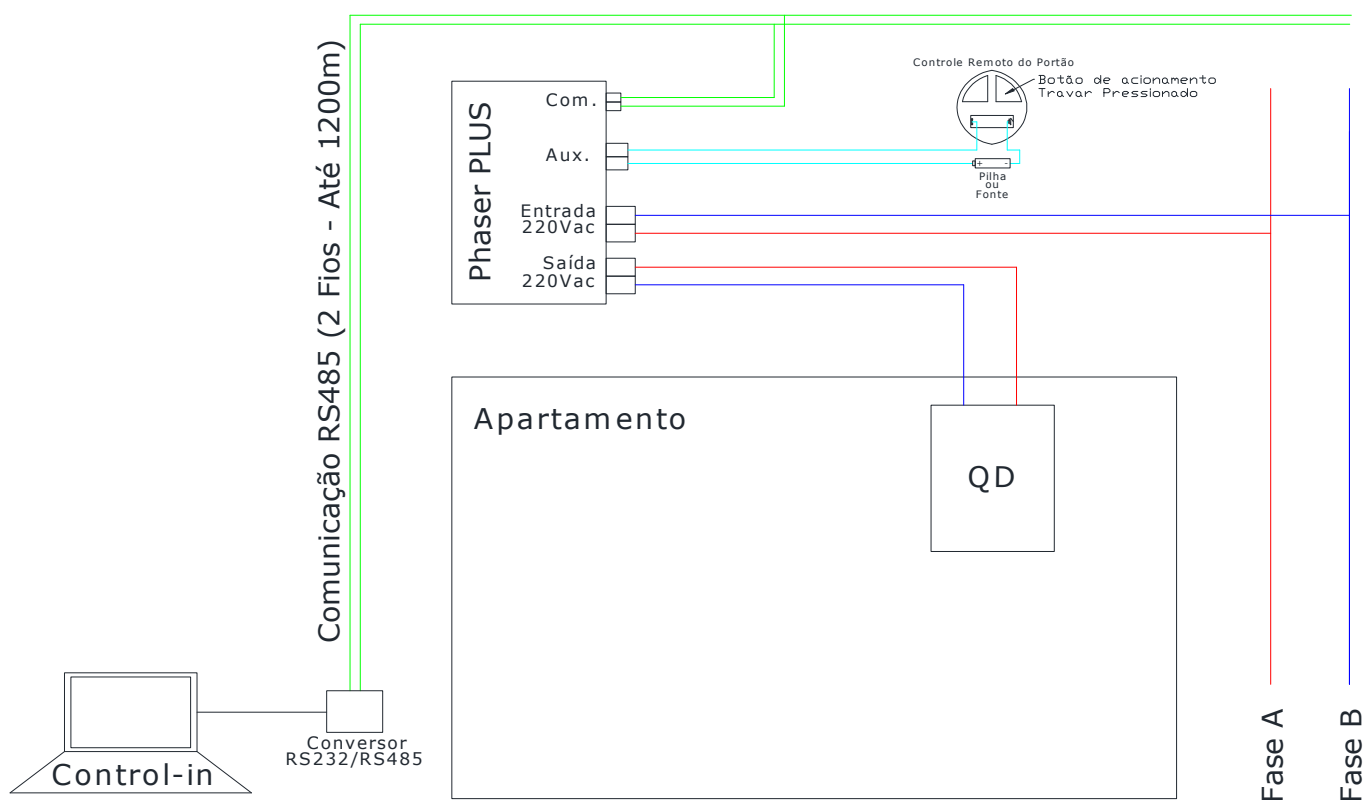 Comunicação RS485 (2 Fios - Até 1200m)
Phaser PLUS
Com.
Aux.
Entrada
220Vac
Saída
220Vac
Controle Remoto do Portão
Botão de acionamento
Travar Pressionado
+ -
Pilha
ou
Fonte
Apartamento
QD
Control-in
Conversor
RS232/RS485
Fase A
Fase B